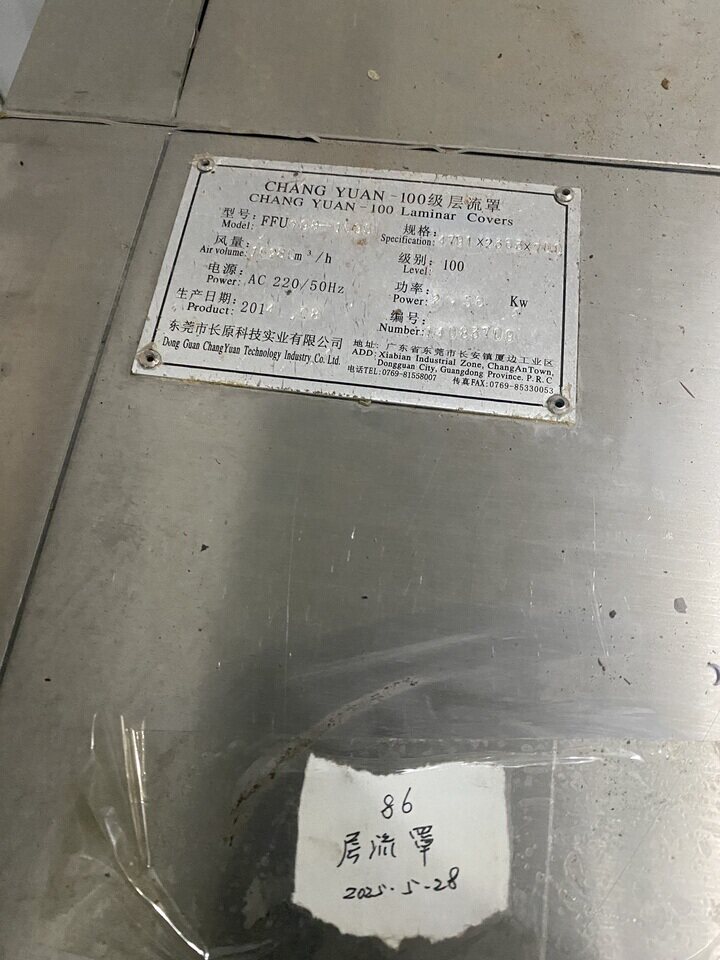 CHANG YUAN-100级层流罩
CHANG YUAN-100 Laminar Covers
型号: FFU
Model:
规格:
Specification:
风量: m³/h
Air volume:
级别: 100
Level:
电源: AC 220/50Hz
Power:
功率: Kw
Power:
生产日期: 201
Product:
编号:
Number:
东莞市长原科技实业有限公司
Dong Guan ChangYuan Technology Industry.Co. Ltd.
地址: 广东省东莞市长安镇厦边工业区
ADD: Xiabian Industrial Zone, ChangAnTown,
Dongguan City, Guangdong Province. P.R.C
电话TEL:0769-81558007 传真FAX:0769-85330053
86
层流罩
2025.5-28